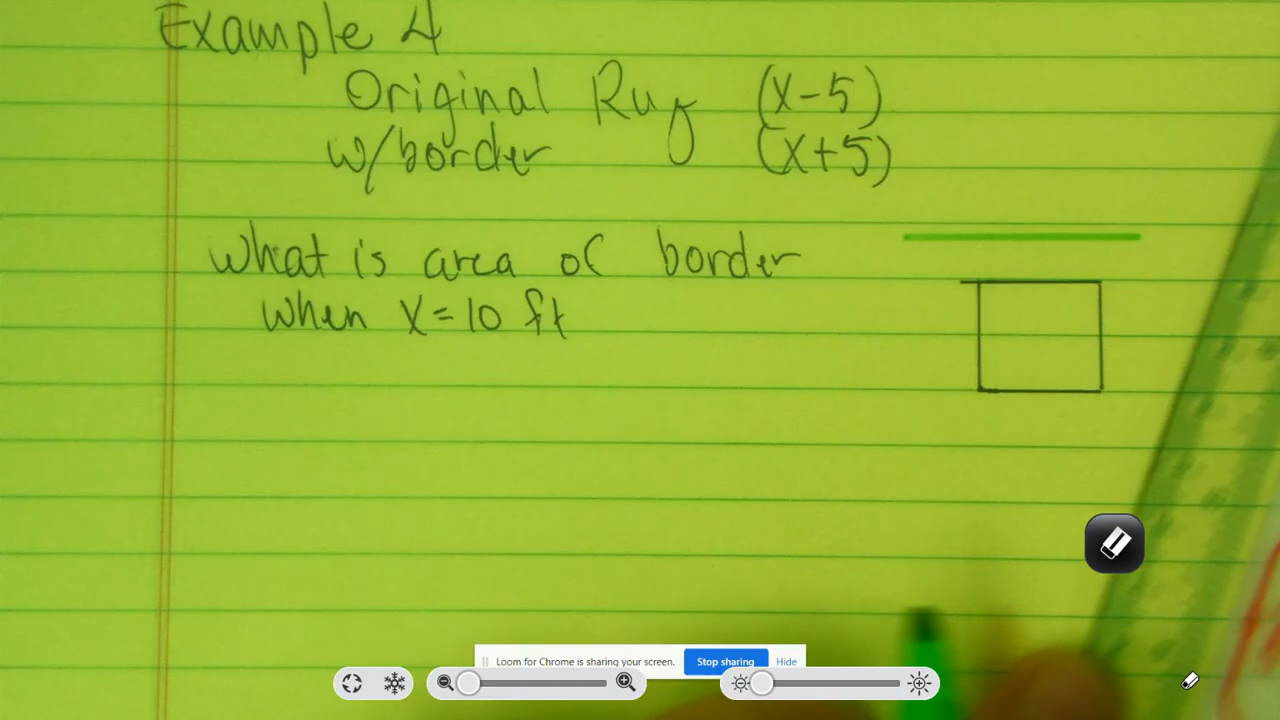 Example 4
Original Rug (x-5)
w/border (x+5)
What is area of border
when x=10 ft
Loom for Chrome is sharing your screen. Stop sharing Hide